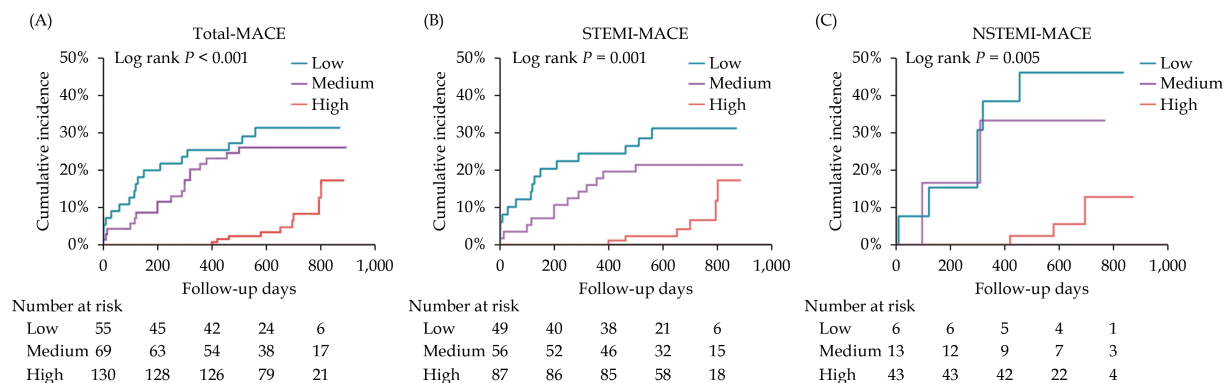 (A)
Total-MACE
Log rank P < 0.001
Low
Medium
High
50%
40%
30%
20%
10%
0%
Cumulative incidence
0 200 400 600 800 1,000
Follow-up days
Number at risk
Low 55 45 42 24 6
Medium 69 63 54 38 17
High 130 128 126 79 21
(B)
STEMI-MACE
Log rank P = 0.001
Low
Medium
High
50%
40%
30%
20%
10%
0%
Cumulative incidence
0 200 400 600 800 1,000
Follow-up days
Number at risk
Low 49 40 38 21 6
Medium 56 52 46 32 15
High 87 86 85 58 18
(C)
NSTEMI-MACE
Log rank P = 0.005
Low
Medium
High
50%
40%
30%
20%
10%
0%
Cumulative incidence
0 200 400 600 800 1,000
Follow-up days
Number at risk
Low 6 6 5 4 1
Medium 13 12 9 7 3
High 43 43 42 22 4